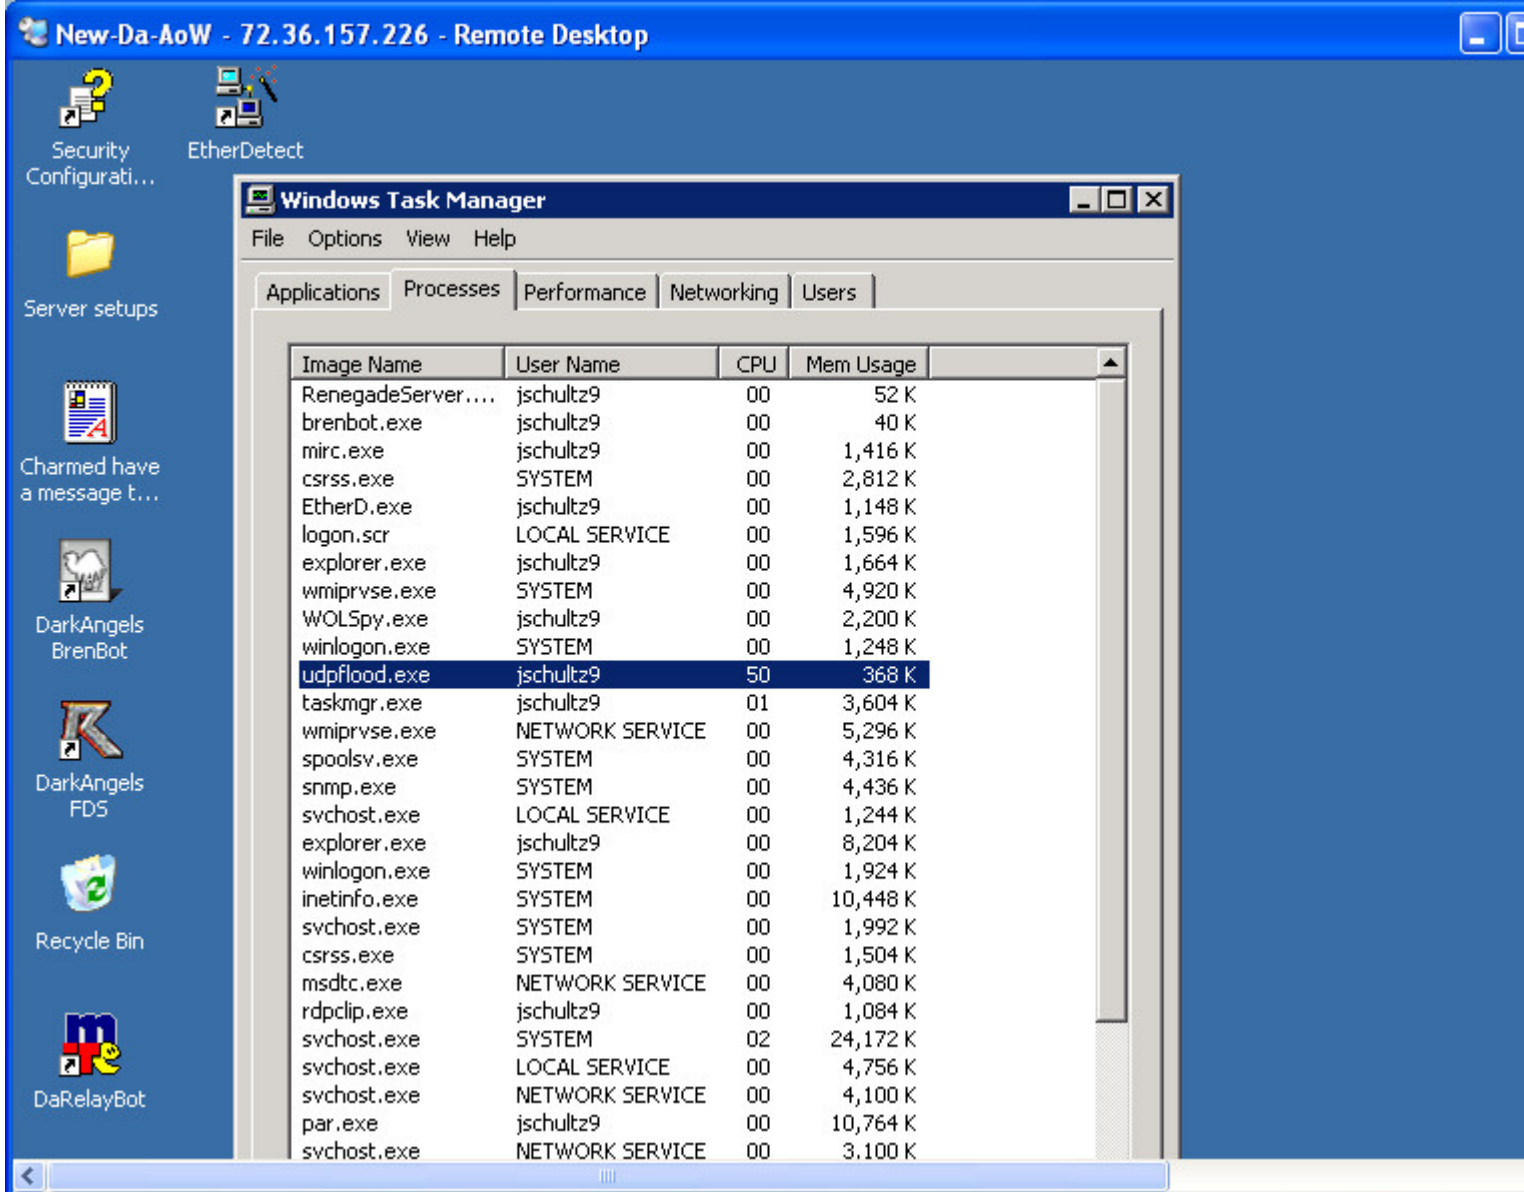 New-Da-AoW - 72.36.157.226 - Remote Desktop
Security
Configurati...
EtherDetect
Server setups
Charmed have
a message t...
DarkAngels
BrenBot
DarkAngels
FDS
Recycle Bin
DaRelayBot
Windows Task Manager
File Options View Help
Applications Processes Performance Networking Users
Image Name User Name CPU Mem Usage
RenegadeServer.... jschultz9 00 52 K
brenbot.exe jschultz9 00 40 K
mirc.exe jschultz9 00 1,416 K
csrss.exe SYSTEM 00 2,812 K
EtherD.exe jschultz9 00 1,148 K
logon.scr LOCAL SERVICE 00 1,596 K
explorer.exe jschultz9 00 1,664 K
wmiprvse.exe SYSTEM 00 4,920 K
WOLSpy.exe jschultz9 00 2,200 K
winlogon.exe SYSTEM 00 1,248 K
udpflood.exe jschultz9 50 368 K
taskmgr.exe jschultz9 01 3,604 K
wmiprvse.exe NETWORK SERVICE 00 5,296 K
spoolsv.exe SYSTEM 00 4,316 K
snmp.exe SYSTEM 00 4,436 K
svchost.exe LOCAL SERVICE 00 1,244 K
explorer.exe jschultz9 00 8,204 K
winlogon.exe SYSTEM 00 1,924 K
inetinfo.exe SYSTEM 00 10,448 K
svchost.exe SYSTEM 00 1,992 K
csrss.exe SYSTEM 00 1,504 K
msdtc.exe NETWORK SERVICE 00 4,080 K
rdpclip.exe jschultz9 00 1,084 K
svchost.exe SYSTEM 02 24,172 K
svchost.exe LOCAL SERVICE 00 4,756 K
svchost.exe NETWORK SERVICE 00 4,100 K
par.exe jschultz9 00 10,764 K
svchost.exe NETWORK SERVICE 00 3,100 K